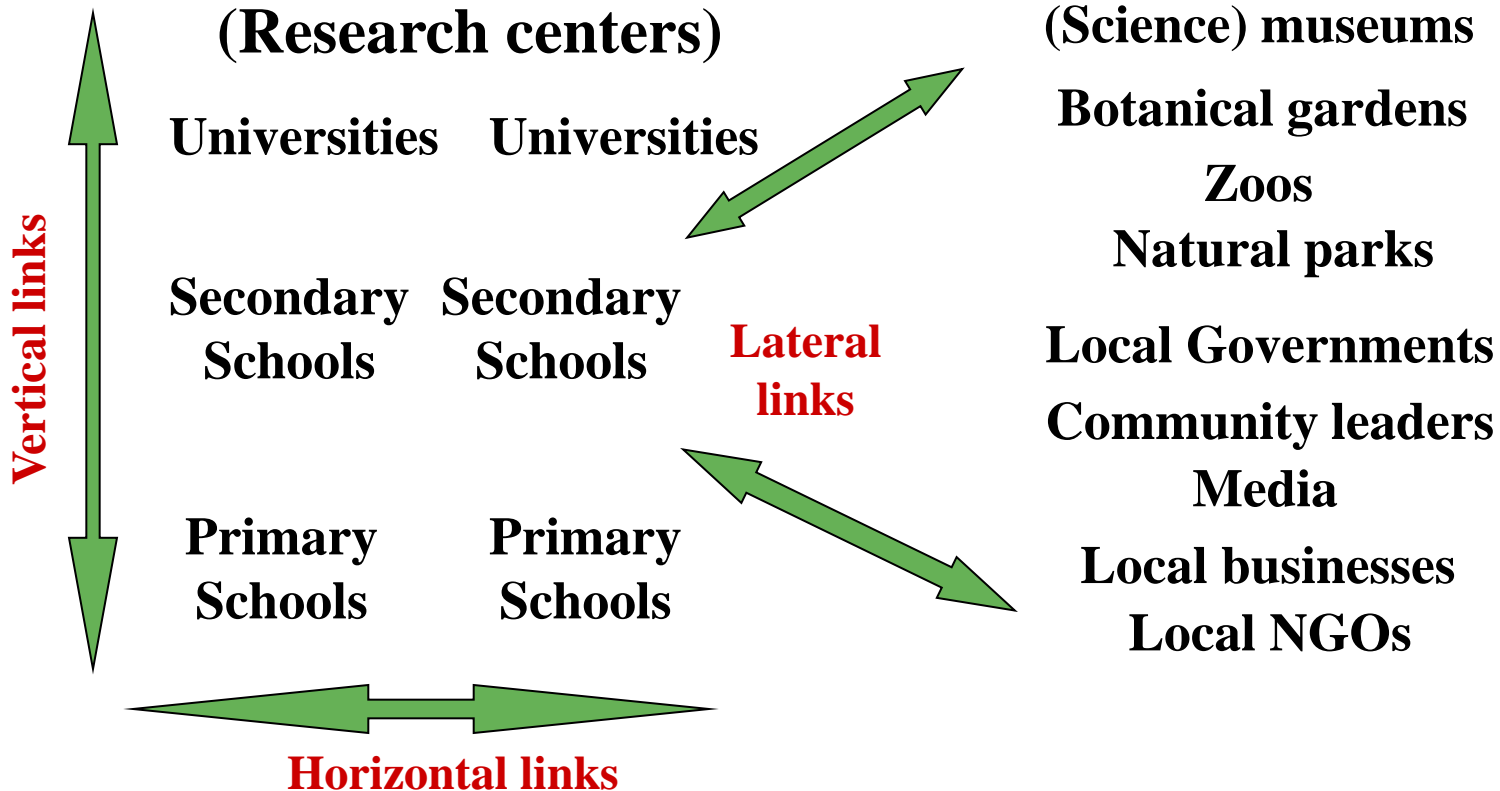 (Research centers)
Universities Universities
Secondary Schools
Secondary Schools
Primary Schools
Primary Schools
Vertical links
Horizontal links
Lateral
links
(Science) museums
Botanical gardens
Zoos
Natural parks
Local Governments
Community leaders
Media
Local businesses
Local NGOs